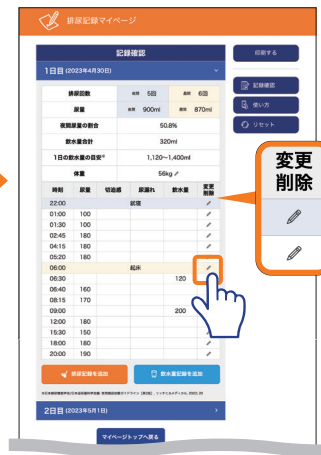 排尿記録マイページ
記録確認
印刷する
1日目 (2023年4月30日)
記録確認
使い方
リセット
排尿回数 夜間 5回 昼間 6回
尿量 夜間 900ml 昼間 870ml
夜間尿量の割合 50.8%
飲水量合計 320ml
1日の飲水量の目安※ 1,120〜1,400ml
体重 56kg
時刻 尿量 切迫感 尿漏れ 飲水量 変更削除
22:00 就寝
01:00 100
01:30 100
02:45 180
04:15 180
05:20 180
06:00 起床
06:30 120
06:40 160
08:15 170
09:00 200
12:00 180
15:30 150
18:00 180
20:00 190
変更
削除
排尿記録を追加
飲水量記録を追加
2日目 (2023年5月1日)
マイページトップへ戻る